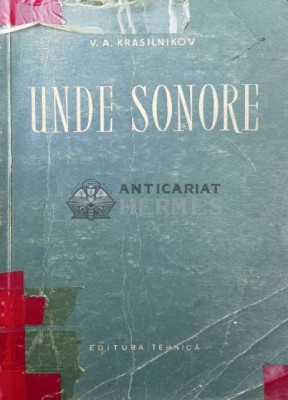 V. A. KRASILNIKOV
UNDE SONORE
ANTICARIAT
HERMES
EDITURA TEHNICĂ